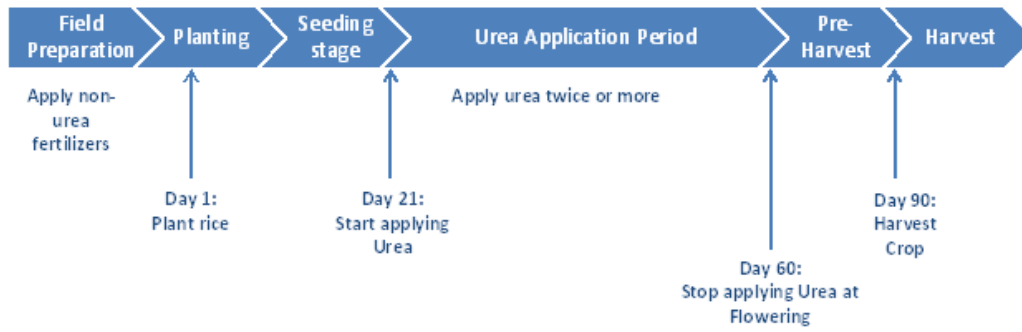 Field
Preparation
Planting
Seeding
stage
Urea Application Period
Pre-
Harvest
Harvest
Apply non-
urea
fertilizers
Apply urea twice or more
Day 1:
Plant rice
Day 21:
Start applying
Urea
Day 60:
Stop applying Urea at
Flowering
Day 90:
Harvest
Crop